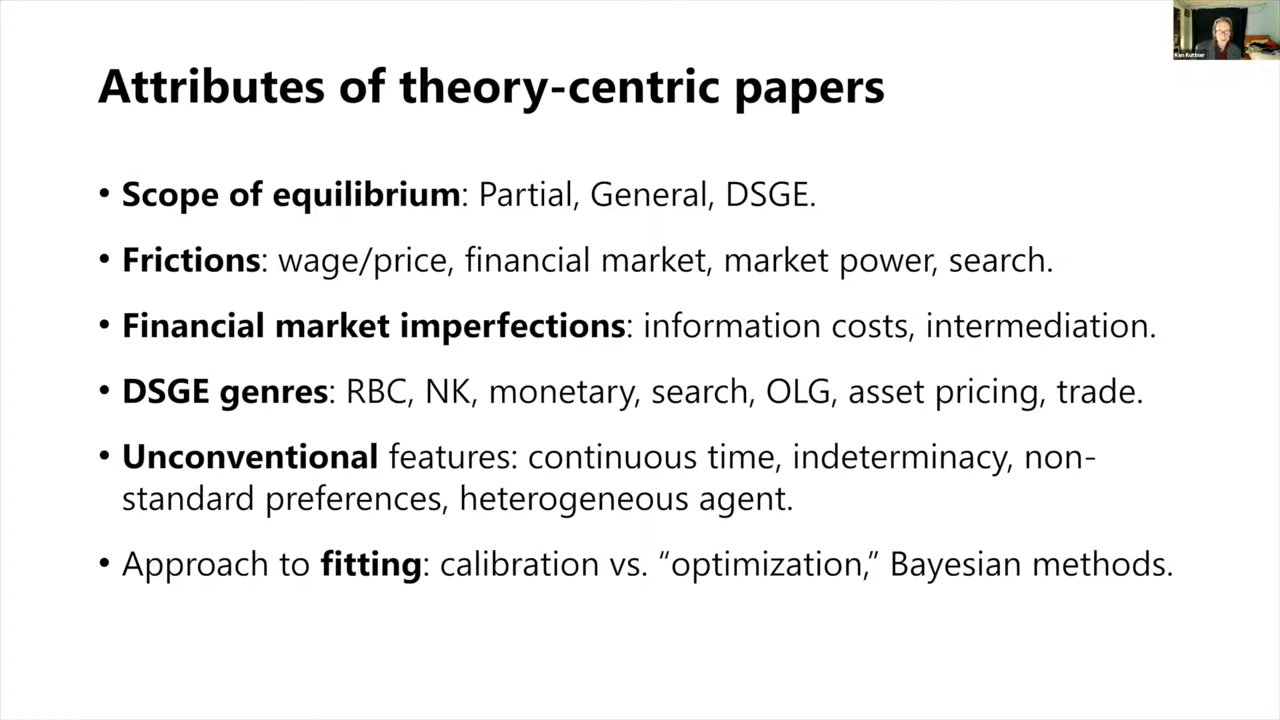 Ken Kuttner
Attributes of theory-centric papers
• Scope of equilibrium: Partial, General, DSGE.
• Frictions: wage/price, financial market, market power, search.
• Financial market imperfections: information costs, intermediation.
• DSGE genres: RBC, NK, monetary, search, OLG, asset pricing, trade.
• Unconventional features: continuous time, indeterminacy, non-
standard preferences, heterogeneous agent.
• Approach to fitting: calibration vs. “optimization,” Bayesian methods.